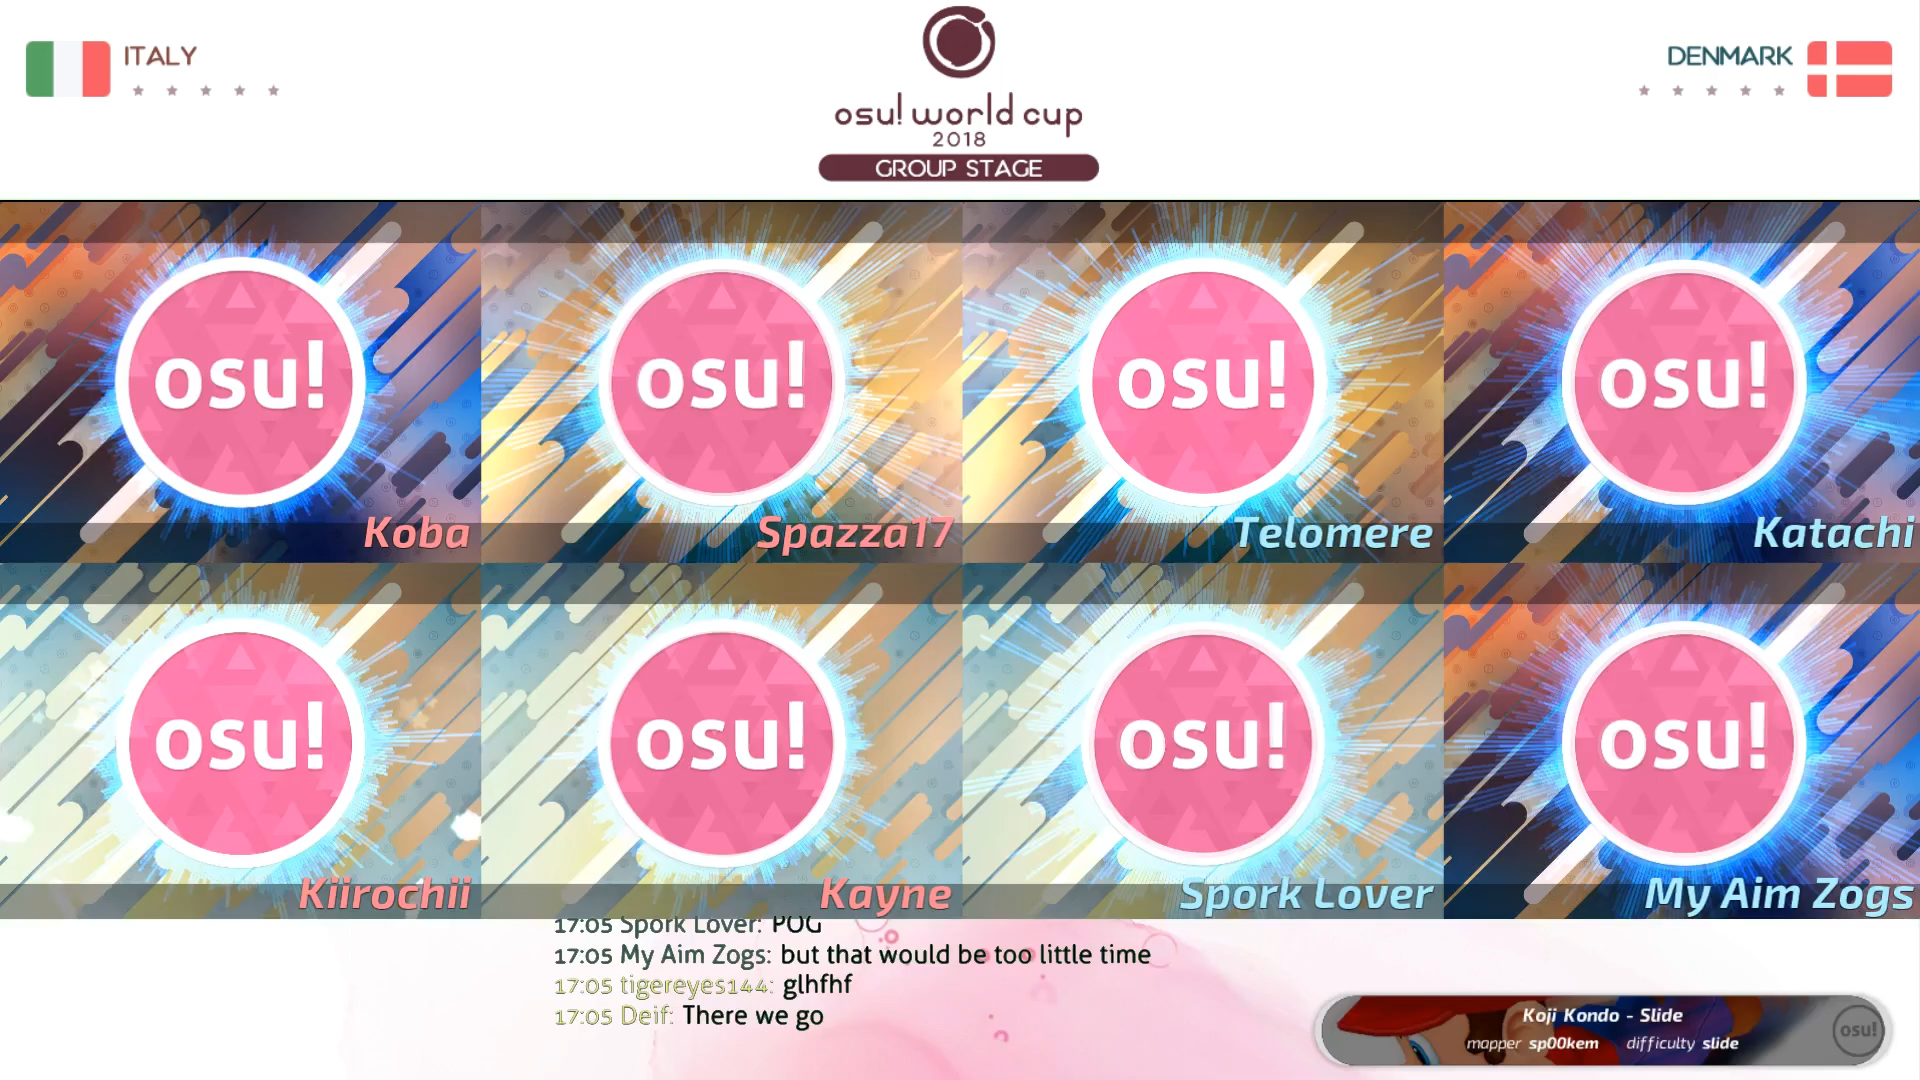 ITALY
DENMARK
osu! world cup
2018
GROUP STAGE
osu!
osu!
osu!
osu!
Koba
Spazza17
Telomere
Katachi
osu!
osu!
osu!
osu!
Kiirochii
Kayne
Spork Lover
My Aim Zogs
17:05 Spork Lover: POG
17:05 My Aim Zogs: but that would be too little time
17:05 tigereyes144: glhfhf
17:05 Deif: There we go
Koji Kondo - Slide
mapper sp00kem difficulty slide
osu!